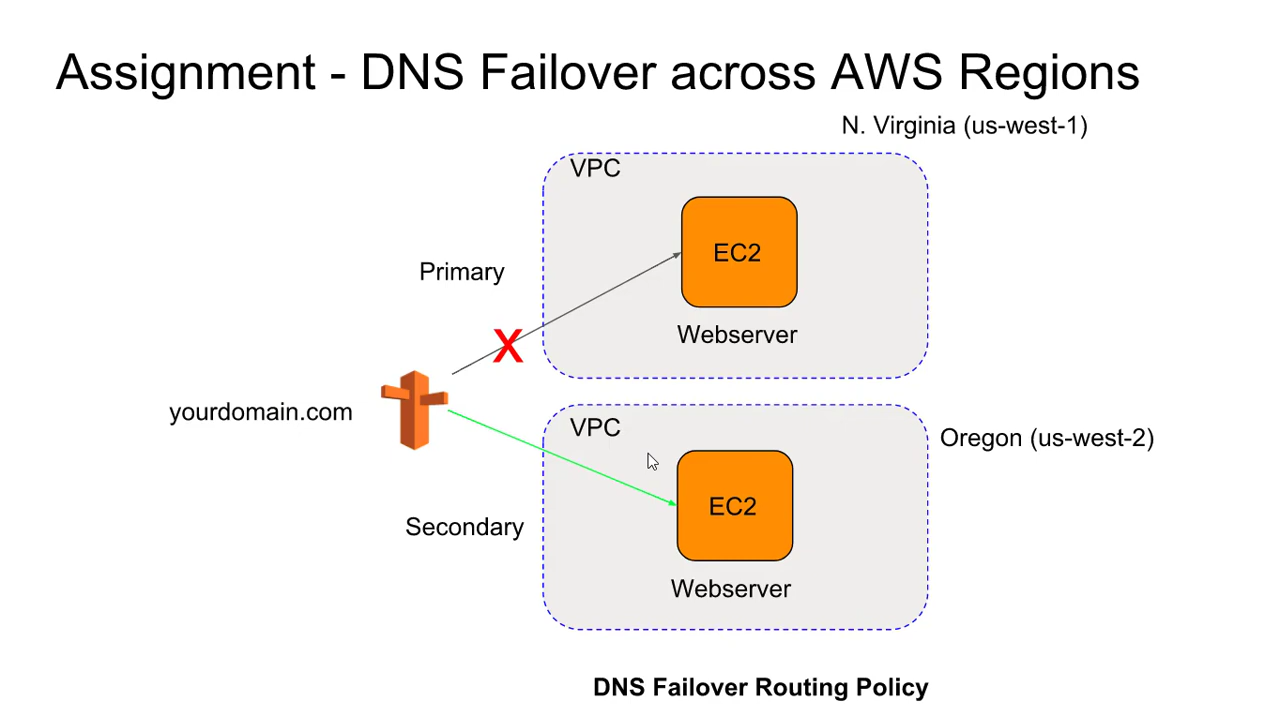 Assignment - DNS Failover across AWS Regions
N. Virginia (us-west-1)
VPC
EC2
Primary
Webserver
X
yourdomain.com
VPC
Oregon (us-west-2)
EC2
Secondary
Webserver
DNS Failover Routing Policy